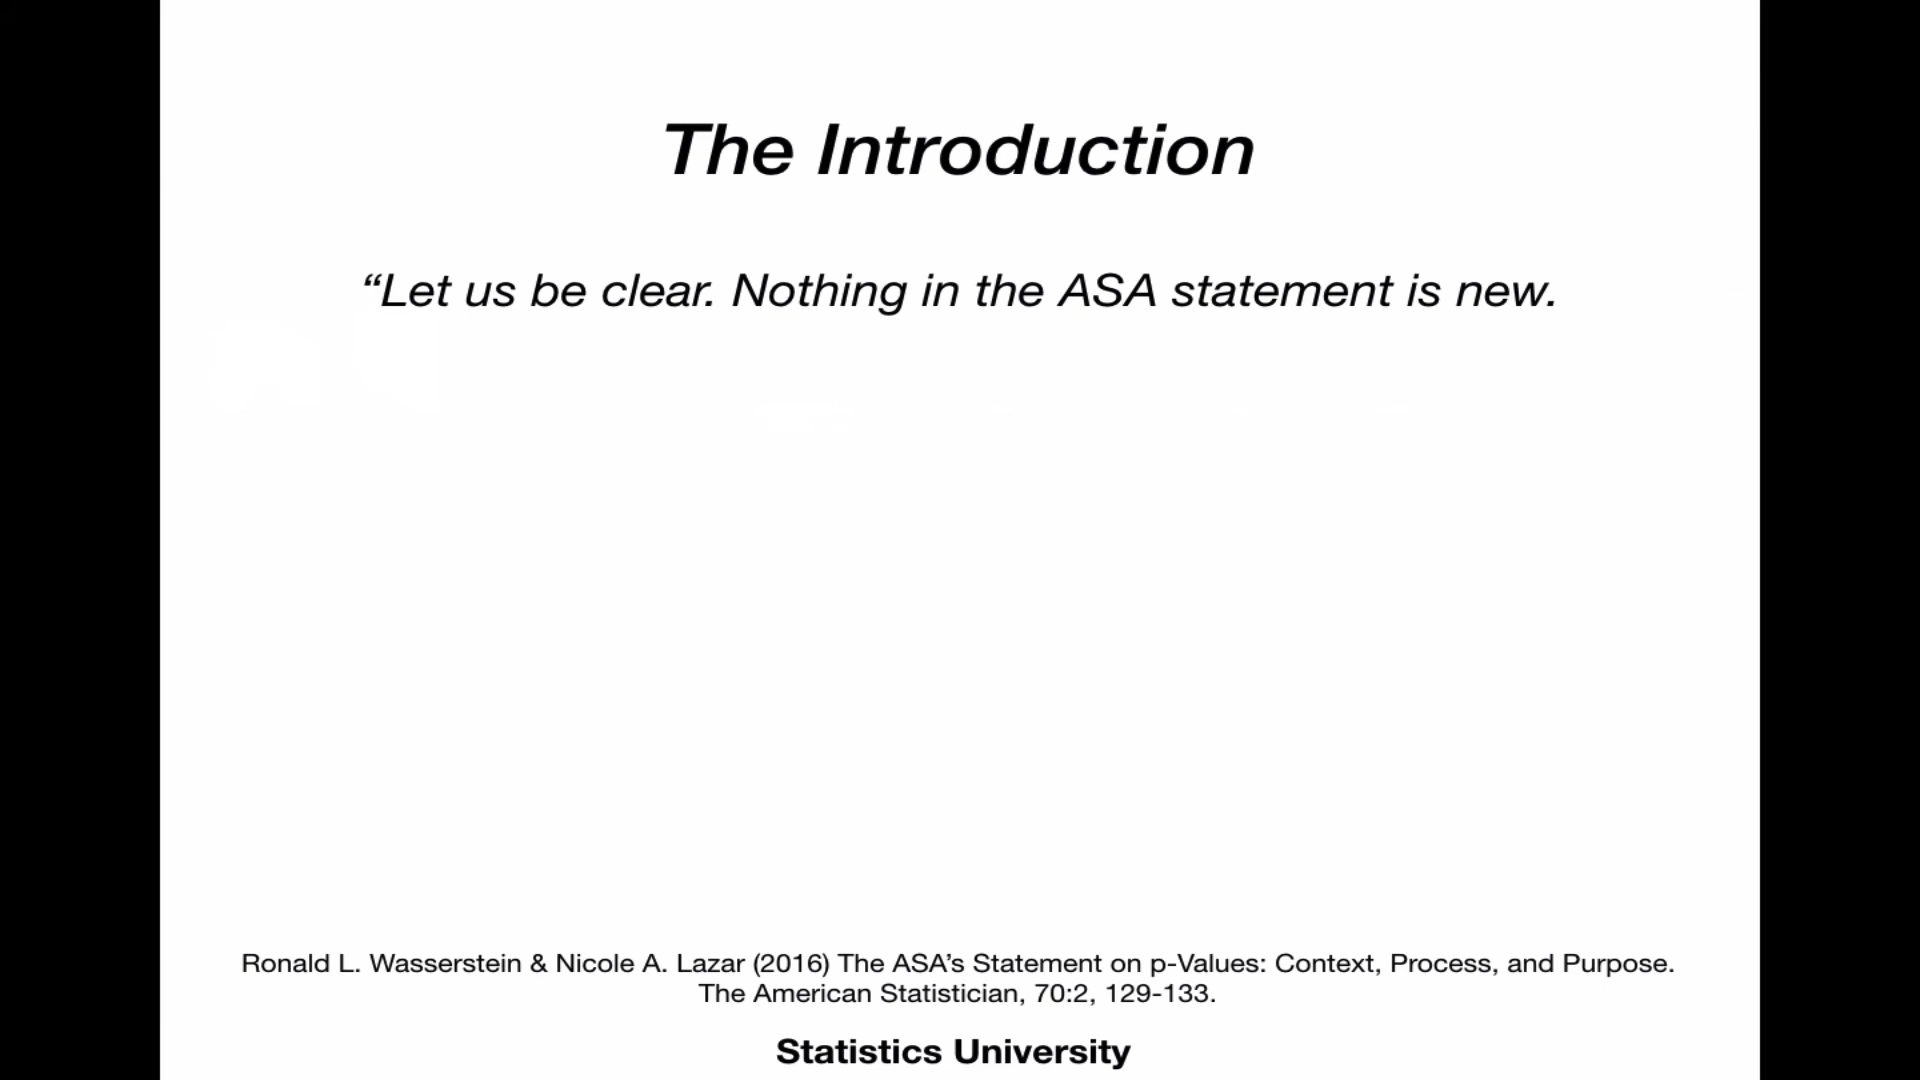 The Introduction
“Let us be clear. Nothing in the ASA statement is new.
Ronald L. Wasserstein & Nicole A. Lazar (2016) The ASA’s Statement on p-Values: Context, Process, and Purpose.
The American Statistician, 70:2, 129-133.
Statistics University